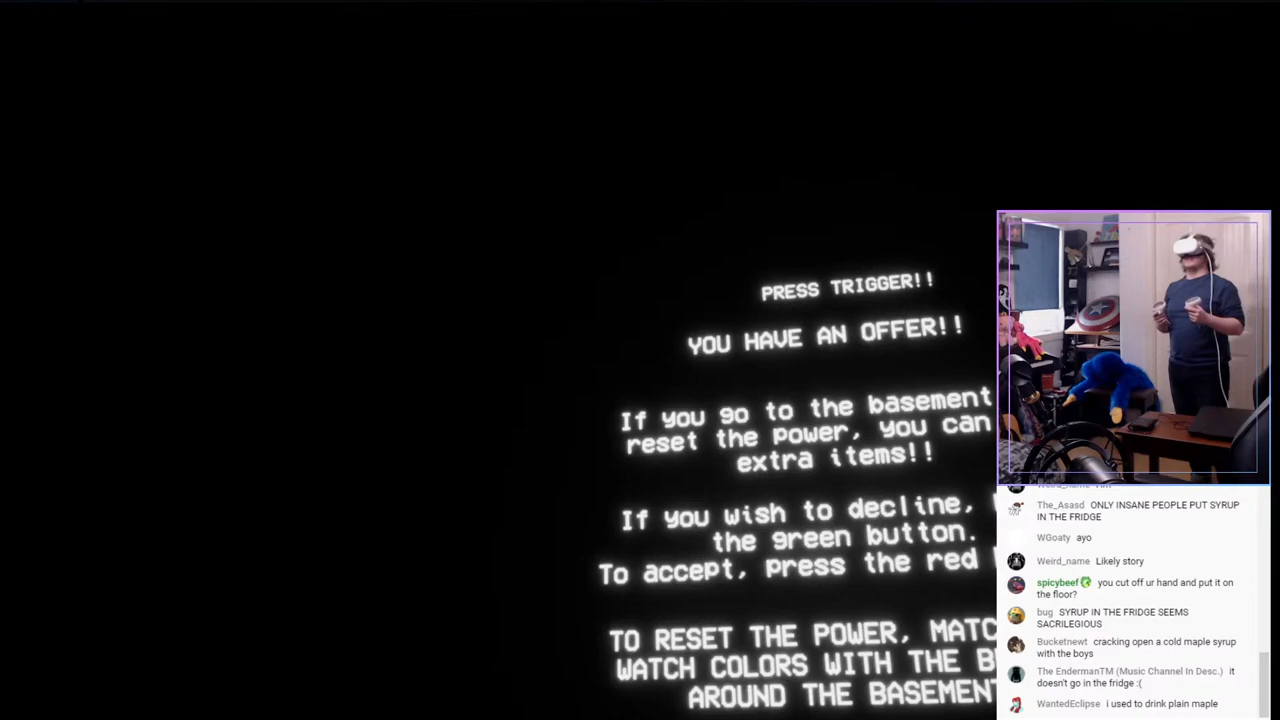 PRESS TRIGGER!!
YOU HAVE AN OFFER!!
If you go to the basement
reset the power, you can
extra items!!
If you wish to decline,
the green button.
To accept, press the red
TO RESET THE POWER,
WATCH COLORS WITH THE
AROUND THE BASEMENT
The_Asasd ONLY INSANE PEOPLE PUT SYRUP
IN THE FRIDGE
WGoaty ayo
Weird_name Likely story
spicybeef you cut off ur hand and put it on
the floor?
bug SYRUP IN THE FRIDGE SEEMS
SACRILEGIOUS
Bucketnewt cracking open a cold maple syrup
with the boys
The EndermanTM (Music Channel In Desc.) it
doesn't go in the fridge :(
WantedEclipse i used to drink plain maple